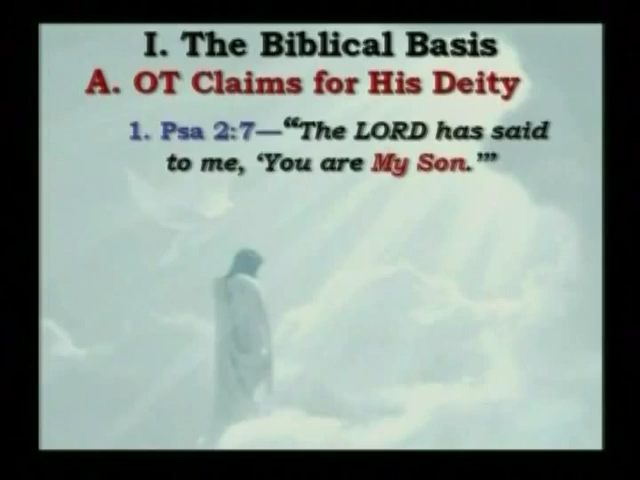 I. The Biblical Basis
A. OT Claims for His Deity
1. Psa 2:7—“The LORD has said
to me, ‘You are My Son.’”